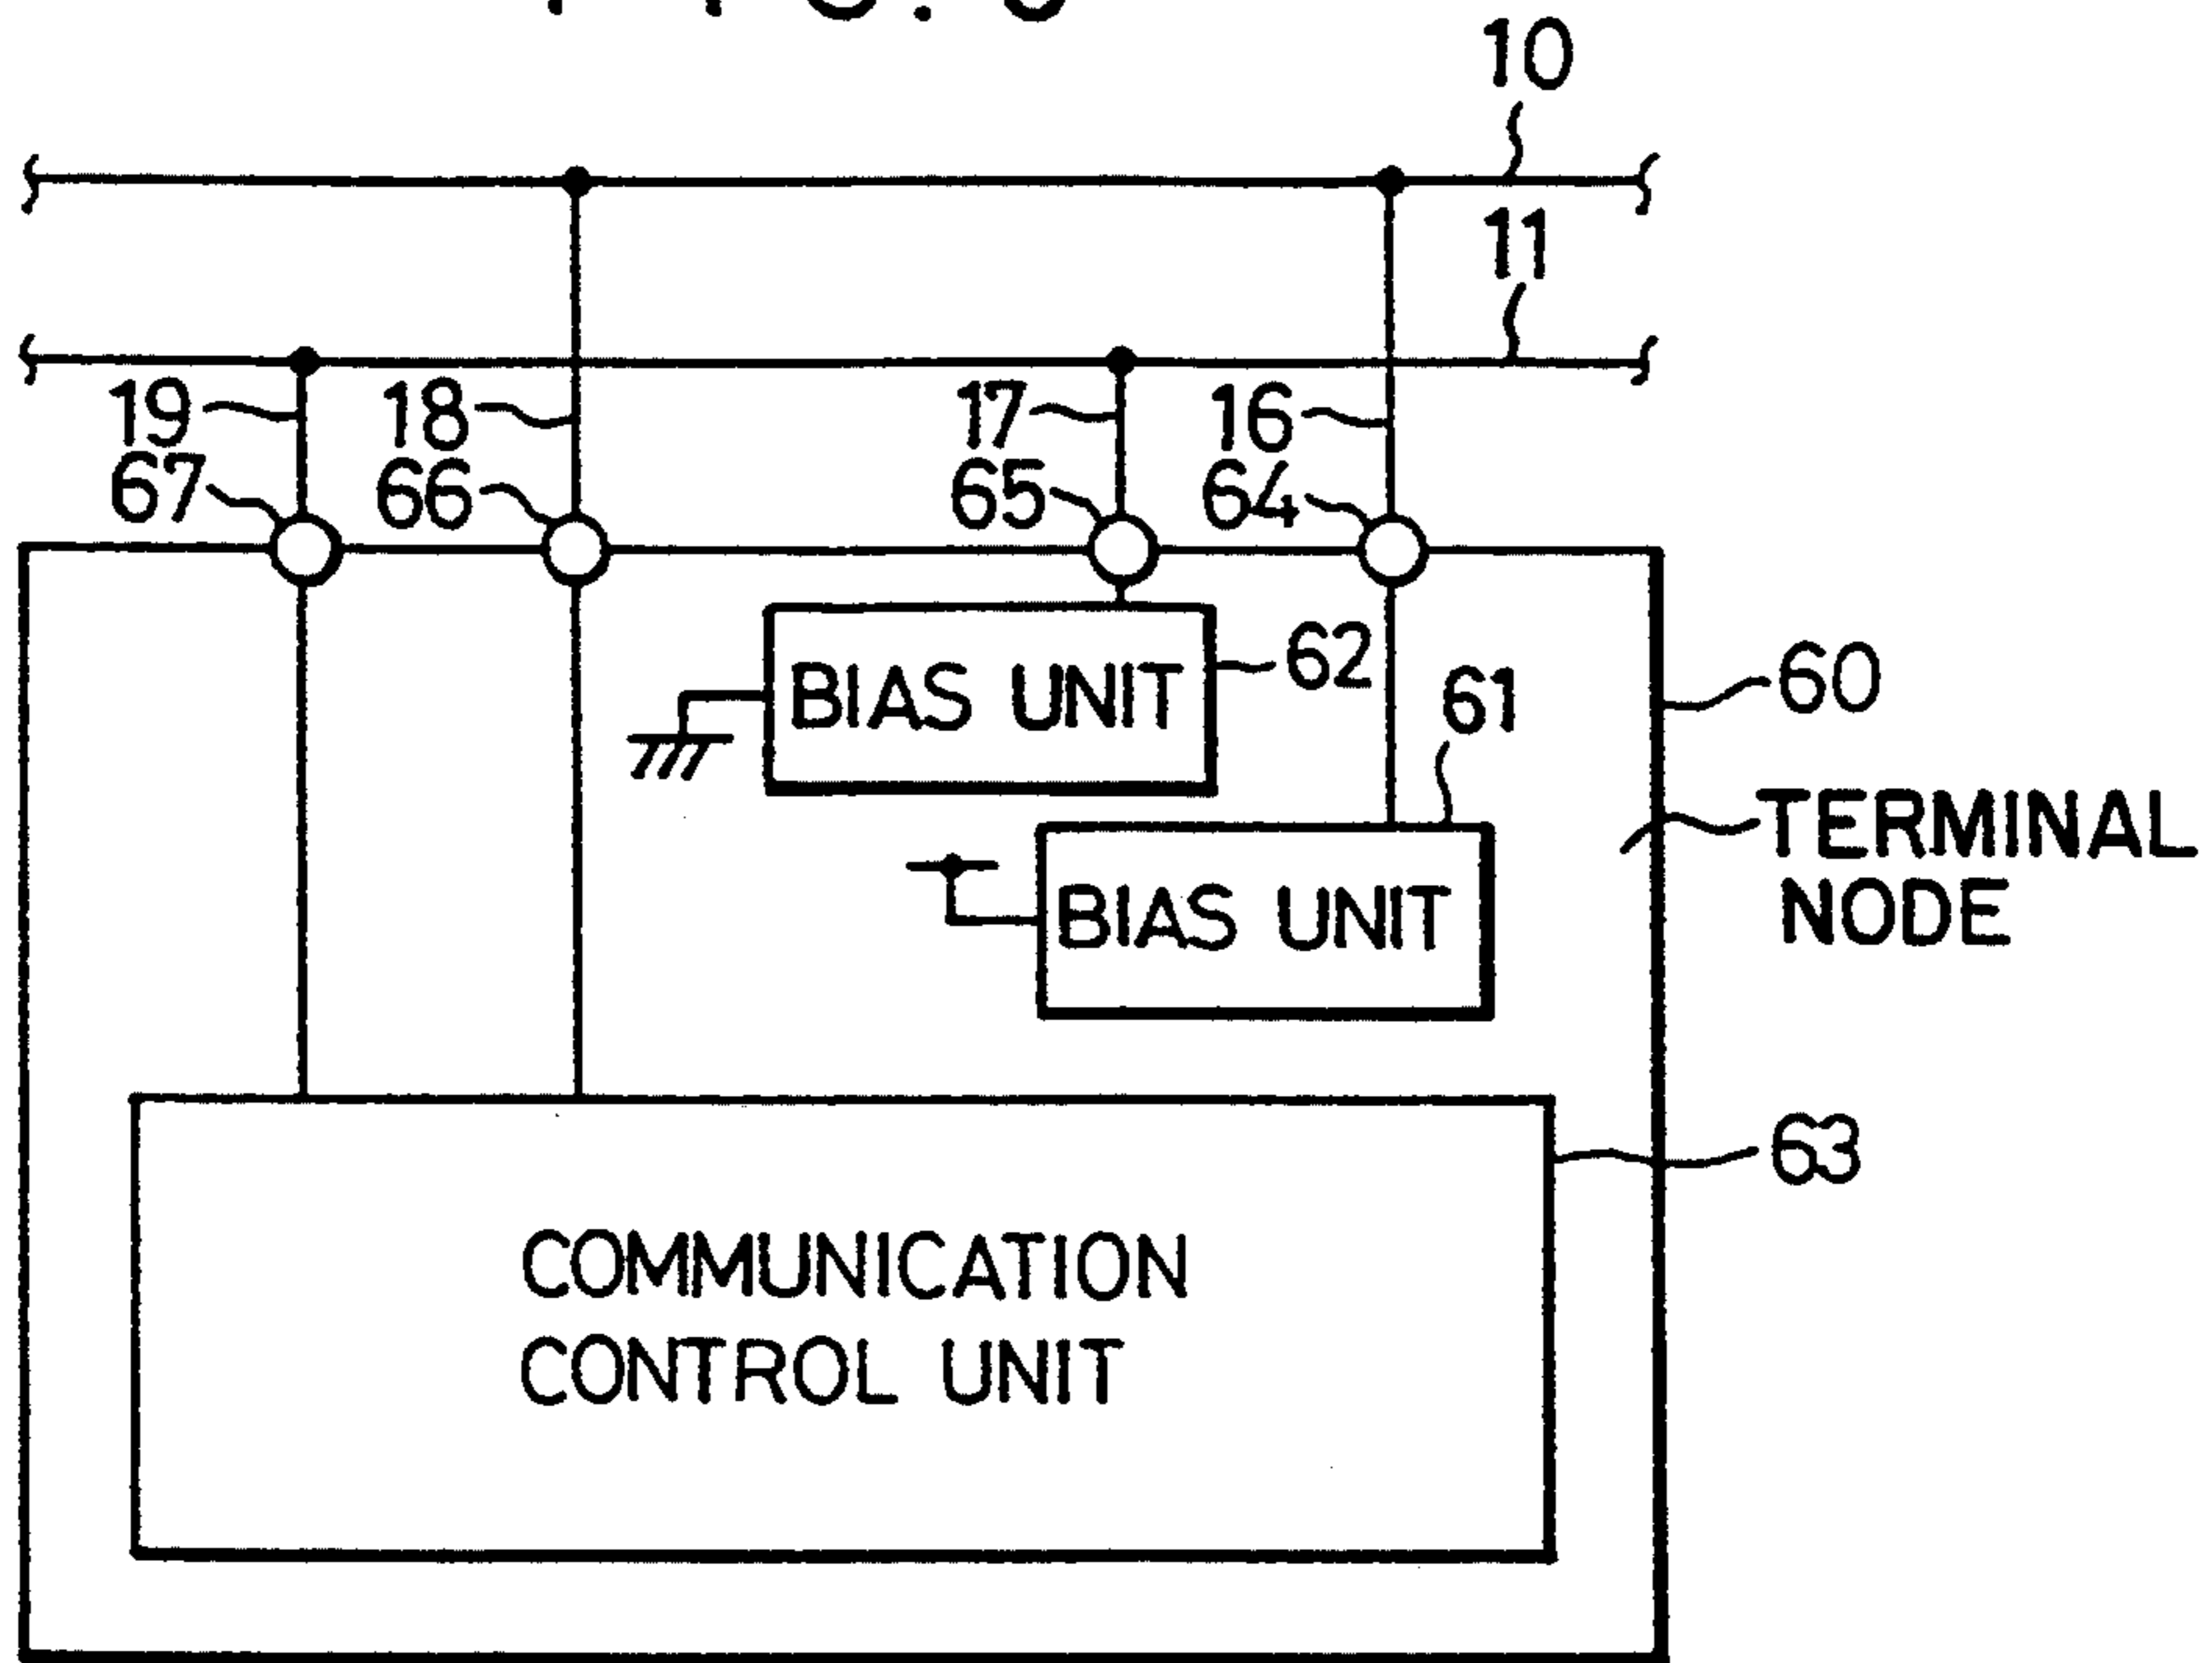 10
11
19 18 17 16
67 66 65 64
BIAS UNIT 62
61
60
BIAS UNIT
TERMINAL
NODE
63
COMMUNICATION
CONTROL UNIT